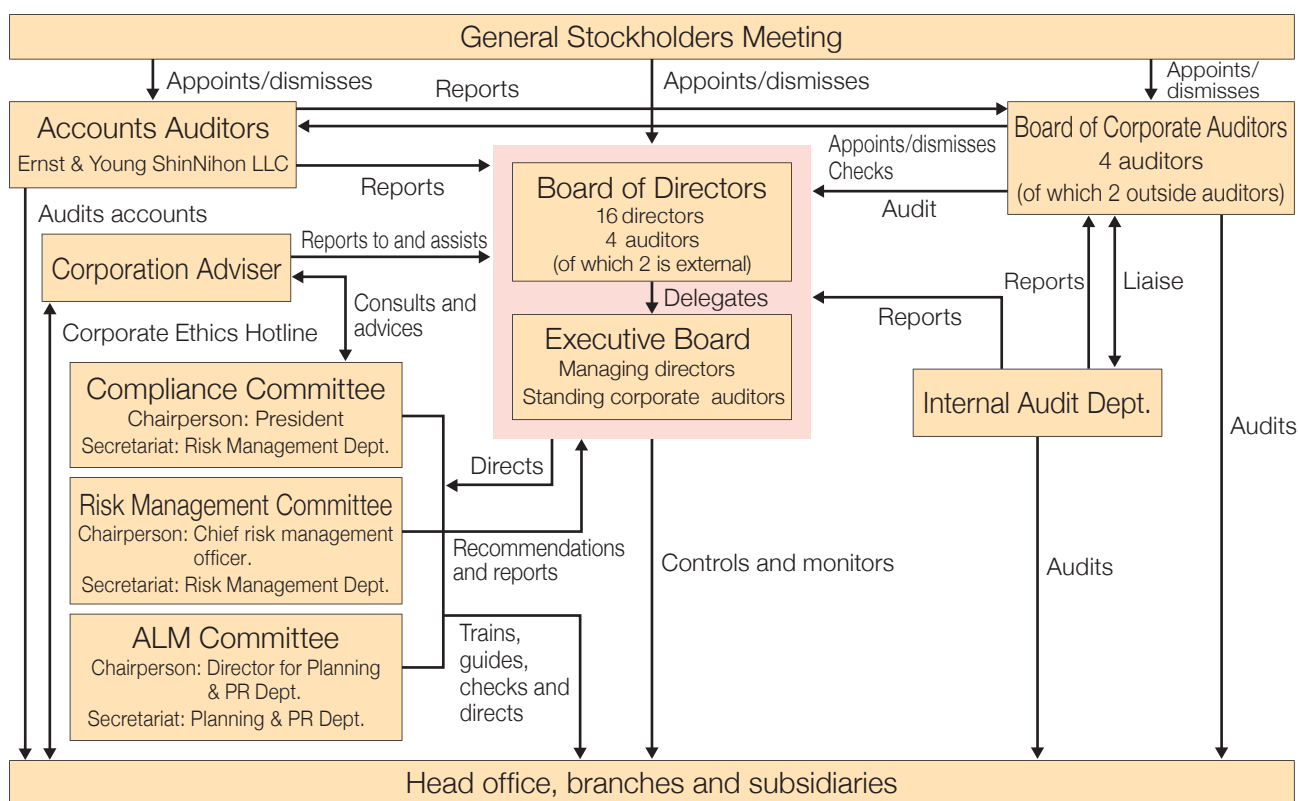 General Stockholders Meeting
Appoints/dismisses
Reports
Appoints/dismisses
Appoints/
dismisses
Accounts Auditors
Ernst & Young ShinNihon LLC
Board of Corporate Auditors
4 auditors
(of which 2 outside auditors)
Appoints/dismisses
Checks
Reports
Audit
Board of Directors
16 directors
4 auditors
(of which 2 is external)
Audits accounts
Reports to and assists
Corporation Adviser
Delegates
Reports
Reports
Liaise
Consults and
advices
Corporate Ethics Hotline
Executive Board
Managing directors
Standing corporate auditors
Compliance Committee
Chairperson: President
Secretariat: Risk Management Dept.
Internal Audit Dept.
Audits
Directs
Risk Management Committee
Chairperson: Chief risk management
officer.
Secretariat: Risk Management Dept.
Recommendations
and reports
Controls and monitors
Audits
ALM Committee
Chairperson: Director for Planning
& PR Dept.
Secretariat: Planning & PR Dept.
Trains,
guides,
checks and
directs
Head office, branches and subsidiaries